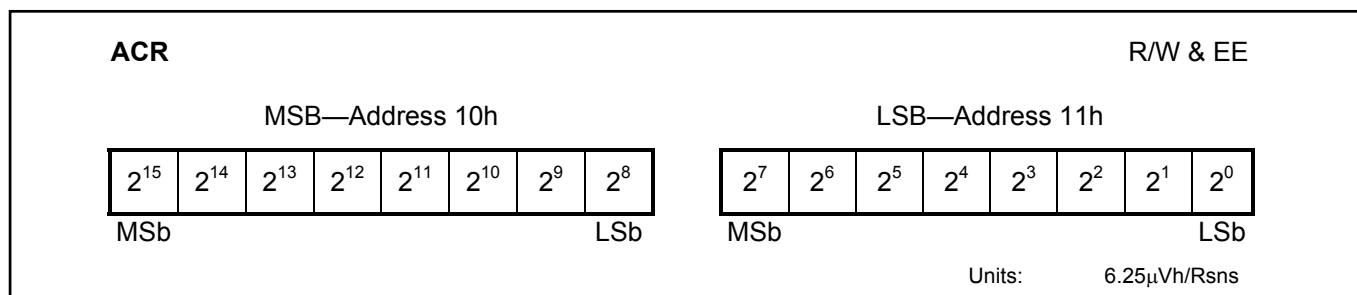 ACR R/W & EE
MSB—Address 10h LSB—Address 11h
2^15 2^14 2^13 2^12 2^11 2^10 2^9 2^8 2^7 2^6 2^5 2^4 2^3 2^2 2^1 2^0
MSb LSb MSb LSb
Units: 6.25μVh/Rsns